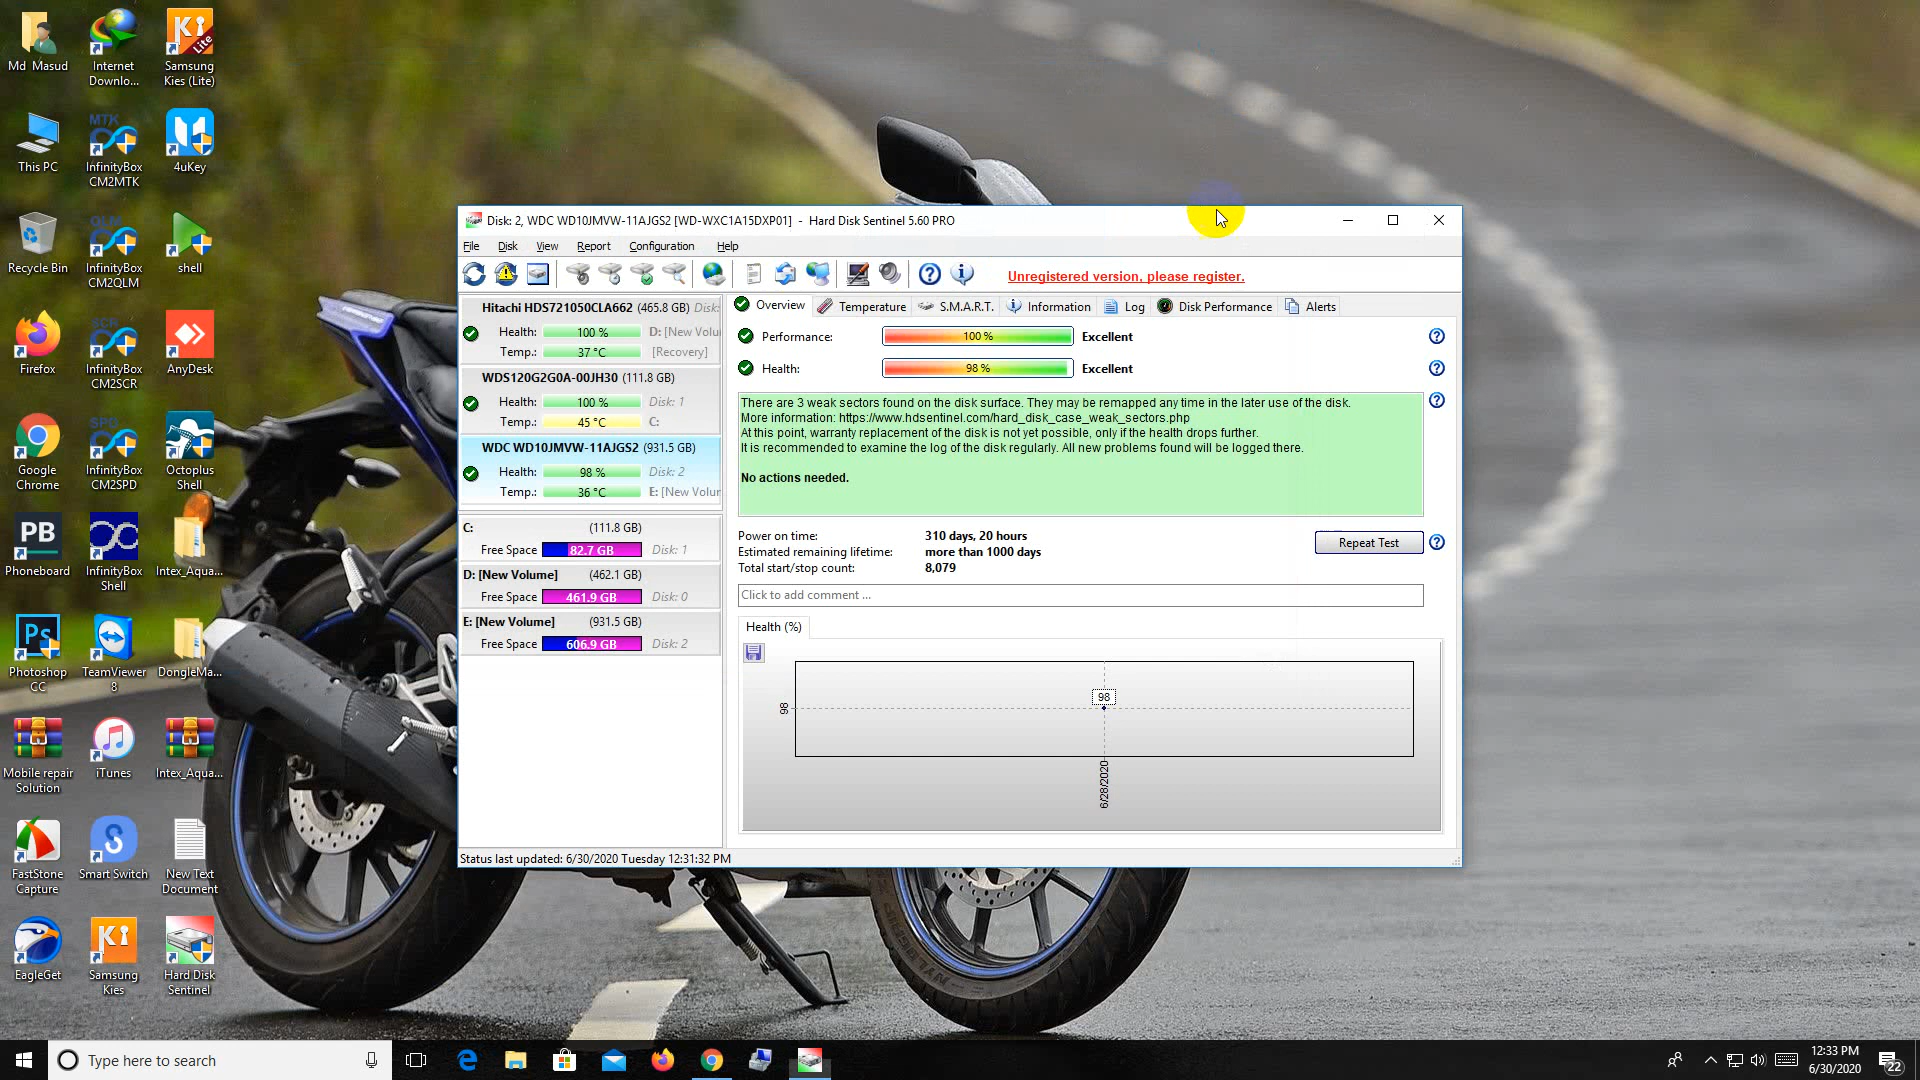 Md Masud
Internet
Downlo...
Samsung
Kies (Lite)
This PC
InfinityBox
CM2MTK
4uKey
Recycle Bin
InfinityBox
CM2QLM
shell
Firefox
InfinityBox
CM2SCR
AnyDesk
Google
Chrome
InfinityBox
CM2SPD
Octoplus
Shell
Phoneboard
InfinityBox
Shell
Intex_Aqua...
Photoshop
CC
TeamViewer
8
DongleMa...
Mobile repair
Solution
iTunes
Intex_Aqua...
FastStone
Capture
Smart Switch
New Text
Document
EagleGet
Samsung
Kies
Hard Disk
Sentinel
Disk: 2, WDC WD10JMVW-11AJGS2 [WD-WXC1A15DXP01] - Hard Disk Sentinel 5.60 PRO
File Disk View Report Configuration Help
Unregistered version, please register.
Hitachi HDS721050CLA662 (465.8 GB) Disk:
Health: 100 % D: [New Volu
Temp.: 37 °C [Recovery]
WDS120G2G0A-00JH30 (111.8 GB)
Health: 100 % Disk: 1
Temp.: 45 °C C:
WDC WD10JMVW-11AJGS2 (931.5 GB)
Health: 98 % Disk: 2
Temp.: 36 °C E: [New Volur
C: (111.8 GB)
Free Space 82.7 GB Disk: 1
D: [New Volume] (462.1 GB)
Free Space 461.9 GB Disk: 0
E: [New Volume] (931.5 GB)
Free Space 606.9 GB Disk: 2
Overview Temperature S.M.A.R.T. Information Log Disk Performance Alerts
Performance: 100 % Excellent
Health: 98 % Excellent
There are 3 weak sectors found on the disk surface. They may be remapped any time in the later use of the disk.
More information: https://www.hdsentinel.com/hard_disk_case_weak_sectors.php
At this point, warranty replacement of the disk is not yet possible, only if the health drops further.
It is recommended to examine the log of the disk regularly. All new problems found will be logged there.
No actions needed.
Power on time: 310 days, 20 hours
Estimated remaining lifetime: more than 1000 days
Total start/stop count: 8,079
Repeat Test
Click to add comment ...
Health (%)
98
98
6/28/2020
Status last updated: 6/30/2020 Tuesday 12:31:32 PM
Type here to search
12:33 PM
6/30/2020
22